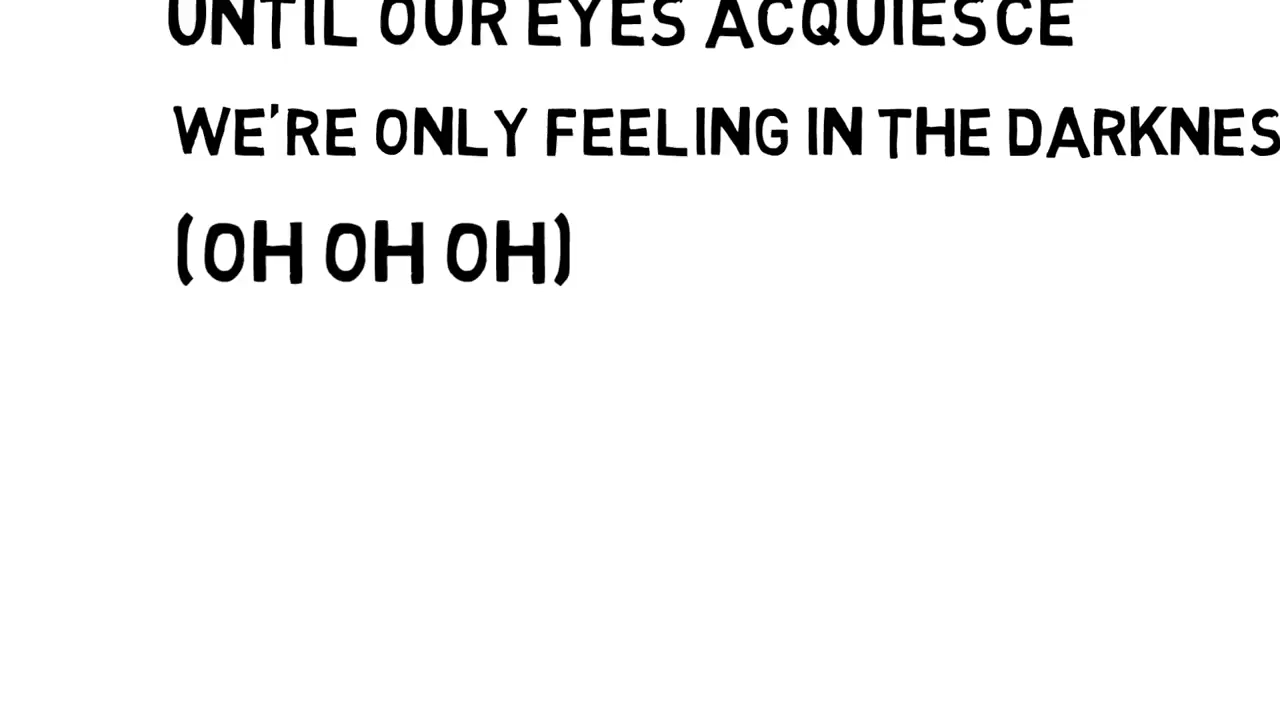 UNTIL OUR EYES ACQUIESCE
WE'RE ONLY FEELING IN THE DARKNES
(OH OH OH)